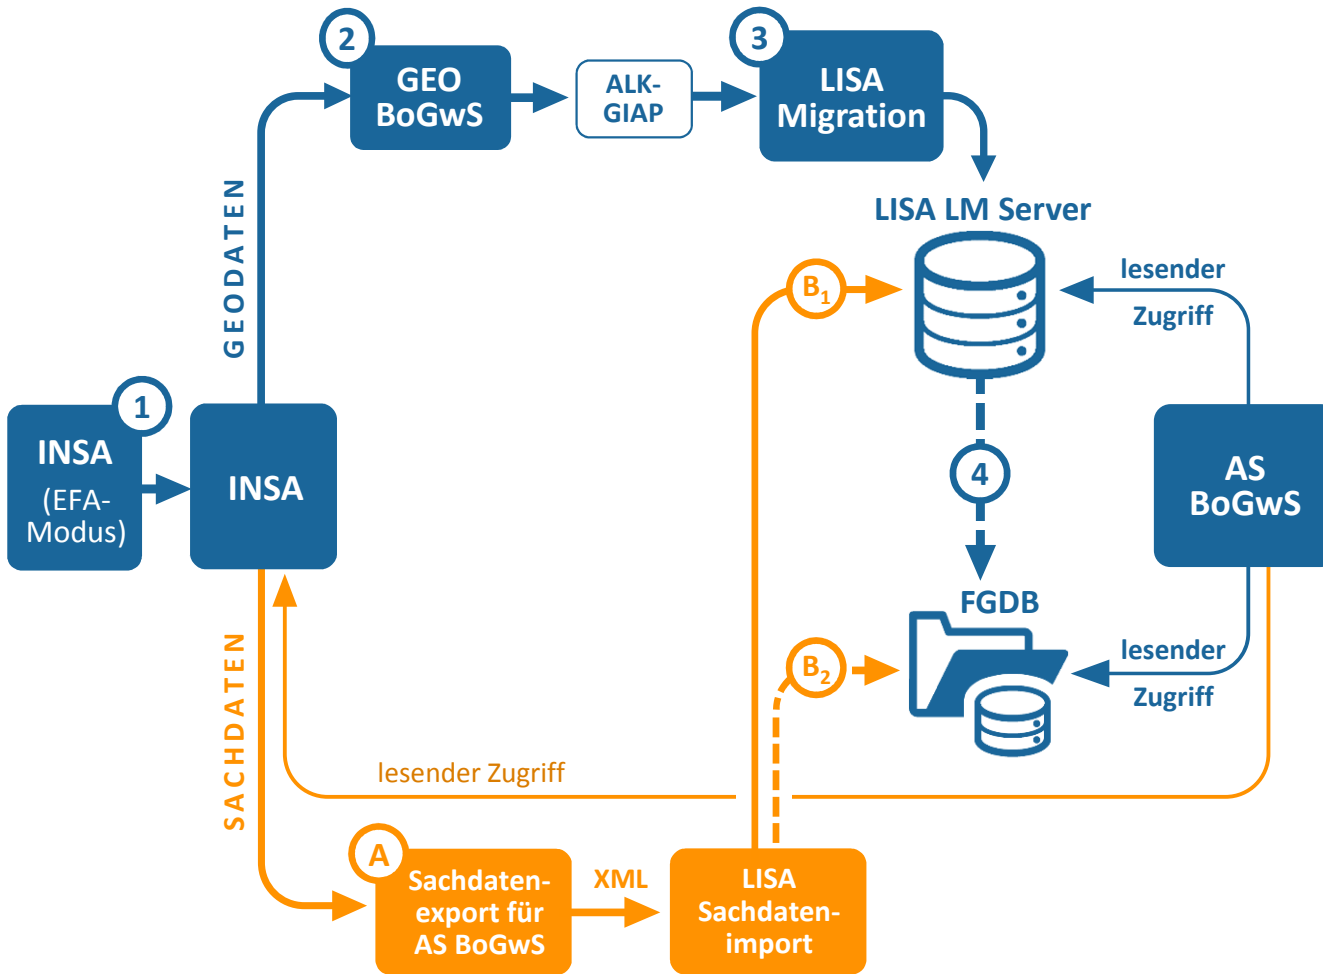 2
GEO
BoGwS
ALK-
GIAP
3
LISA
Migration
GEODATEN
LISA LM Server
B1
lesender
Zugriff
1
INSA
(EFA-
Modus)
INSA
4
AS
BoGwS
FGDB
B2
lesender
Zugriff
SACHDATEN
lesender Zugriff
A
Sachdaten-
export für
AS BoGwS
XML
LISA
Sachdaten-
import